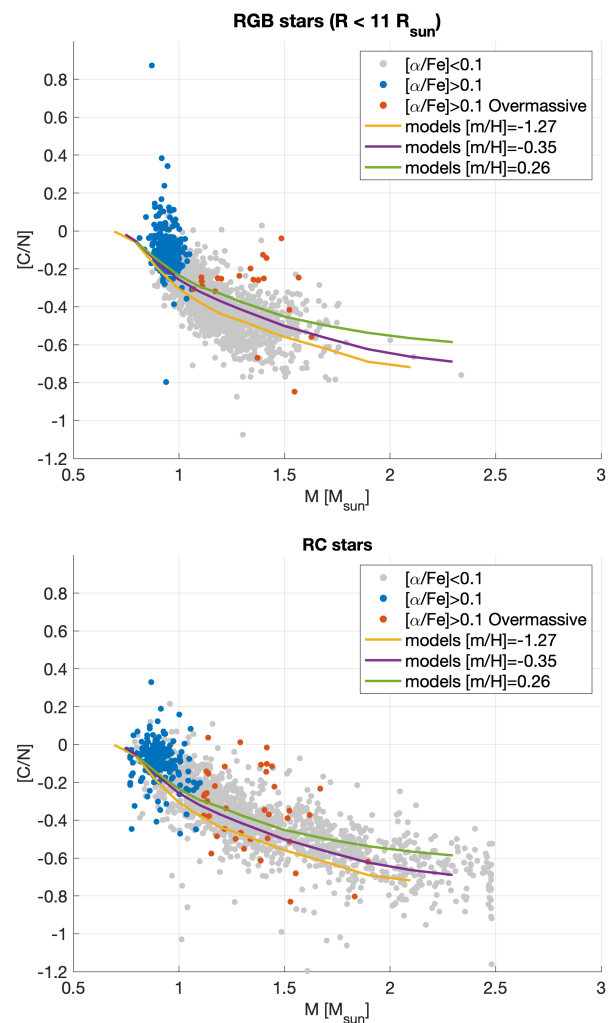 RGB stars (R < 11 R_sun)
[α/Fe]<0.1
[α/Fe]>0.1
[α/Fe]>0.1 Overmassive
models [m/H]=-1.27
models [m/H]=-0.35
models [m/H]=0.26
0.8
0.6
0.4
0.2
0
-0.2
-0.4
-0.6
-0.8
-1
-1.2
[C/N]
0.5 1 1.5 2 2.5 3
M [M_sun]
RC stars
[α/Fe]<0.1
[α/Fe]>0.1
[α/Fe]>0.1 Overmassive
models [m/H]=-1.27
models [m/H]=-0.35
models [m/H]=0.26
0.8
0.6
0.4
0.2
0
-0.2
-0.4
-0.6
-0.8
-1
-1.2
[C/N]
0.5 1 1.5 2 2.5 3
M [M_sun]